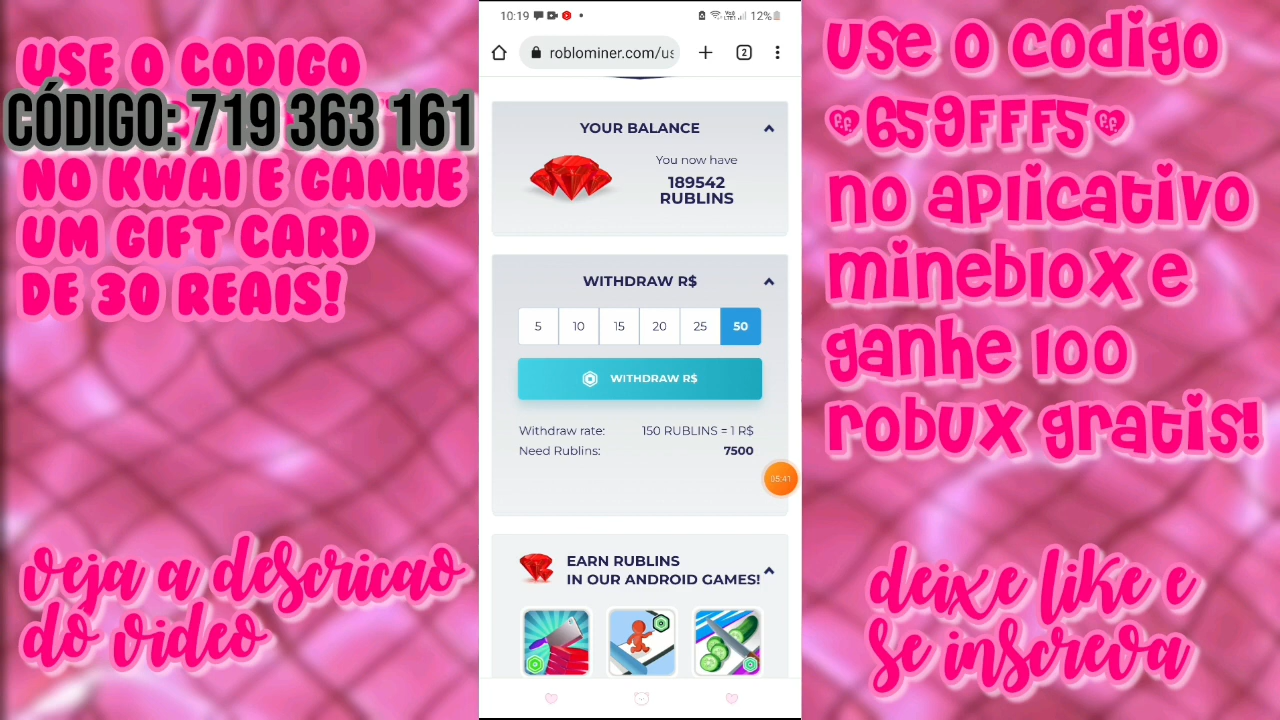 USE O CODIGO
CÓDIGO: 719 363 161
NO KWAI E GANHE
UM GIFT CARD
DE 30 REAIS!
veja a descricao
do video
10:19
12%
roblominer.com/us
2
YOUR BALANCE
You now have
189542
RUBLINS
WITHDRAW R$
5 10 15 20 25 50
WITHDRAW R$
Withdraw rate: 150 RUBLINS = 1 R$
Need Rublins: 7500
05:41
EARN RUBLINS
IN OUR ANDROID GAMES!
use o codigo
659FFF5
no aplicativo
mineblox e
ganhe 100
robux gratis!
deixe like e
se inscreva